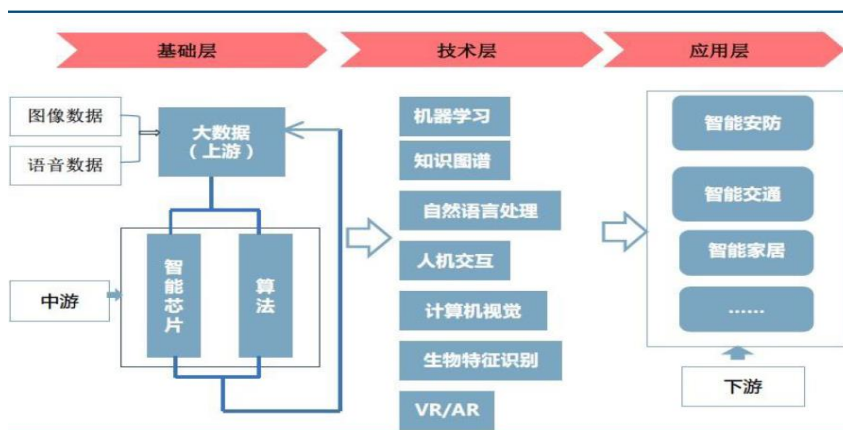 基础层
技术层
应用层
图像数据
语音数据
大数据
（上游）
中游
智能芯片
算法
机器学习
知识图谱
自然语言处理
人机交互
计算机视觉
生物特征识别
VR/AR
智能安防
智能交通
智能家居
......
下游